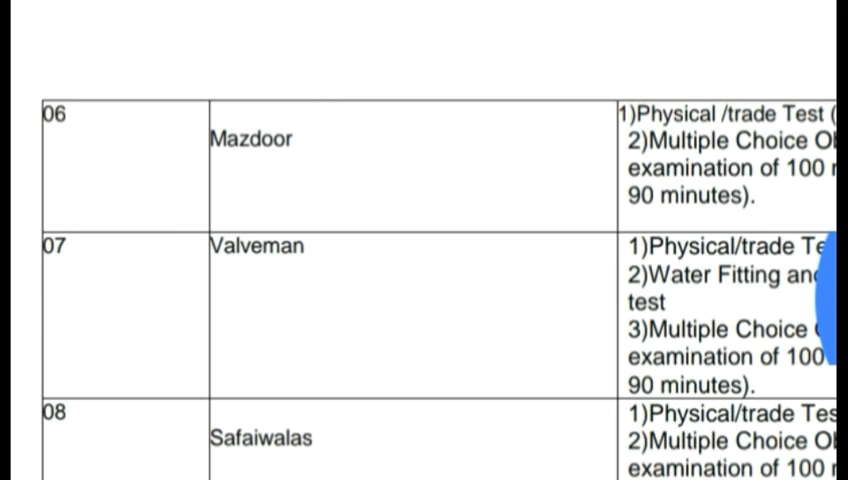 06
Mazdoor
1)Physical /trade Test (
2)Multiple Choice
examination of 100
90 minutes).
07
Valveman
1)Physical/trade
2)Water Fitting
test
3)Multiple Choice
examination of 100
90 minutes).
08
Safaiwalas
1)Physical/trade
2)Multiple Choice
examination of 100